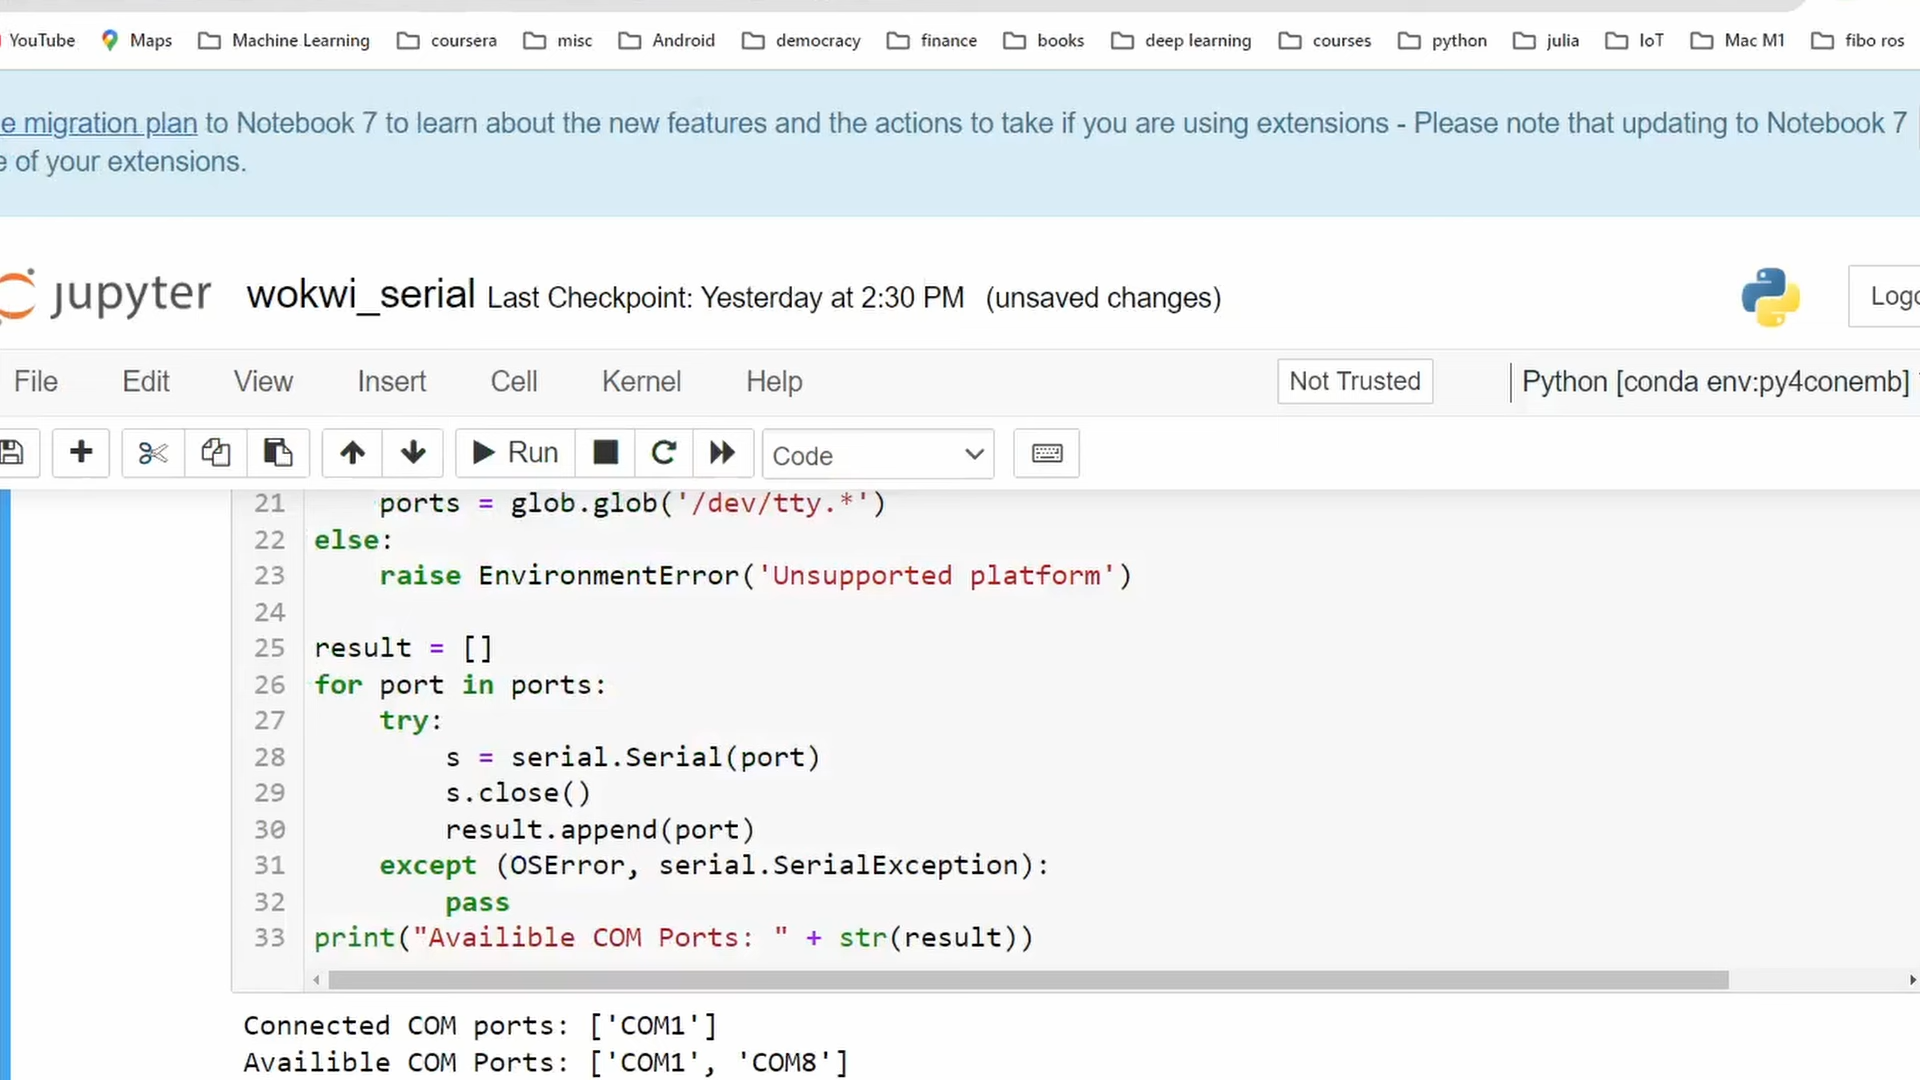 YouTube Maps Machine Learning coursera misc Android democracy finance books deep learning courses python julia IoT Mac M1 fibo ros
e migration plan to Notebook 7 to learn about the new features and the actions to take if you are using extensions - Please note that updating to Notebook 7
e of your extensions.
jupyter wokwi_serial Last Checkpoint: Yesterday at 2:30 PM (unsaved changes) Logo
File Edit View Insert Cell Kernel Help Not Trusted Python [conda env:py4conemb]
Run Code
21 ports = glob.glob('/dev/tty.*')
22 else:
23 raise EnvironmentError('Unsupported platform')
24
25 result = []
26 for port in ports:
27 try:
28 s = serial.Serial(port)
29 s.close()
30 result.append(port)
31 except (OSError, serial.SerialException):
32 pass
33 print("Availible COM Ports: " + str(result))
Connected COM ports: ['COM1']
Availible COM Ports: ['COM1', 'COM8']